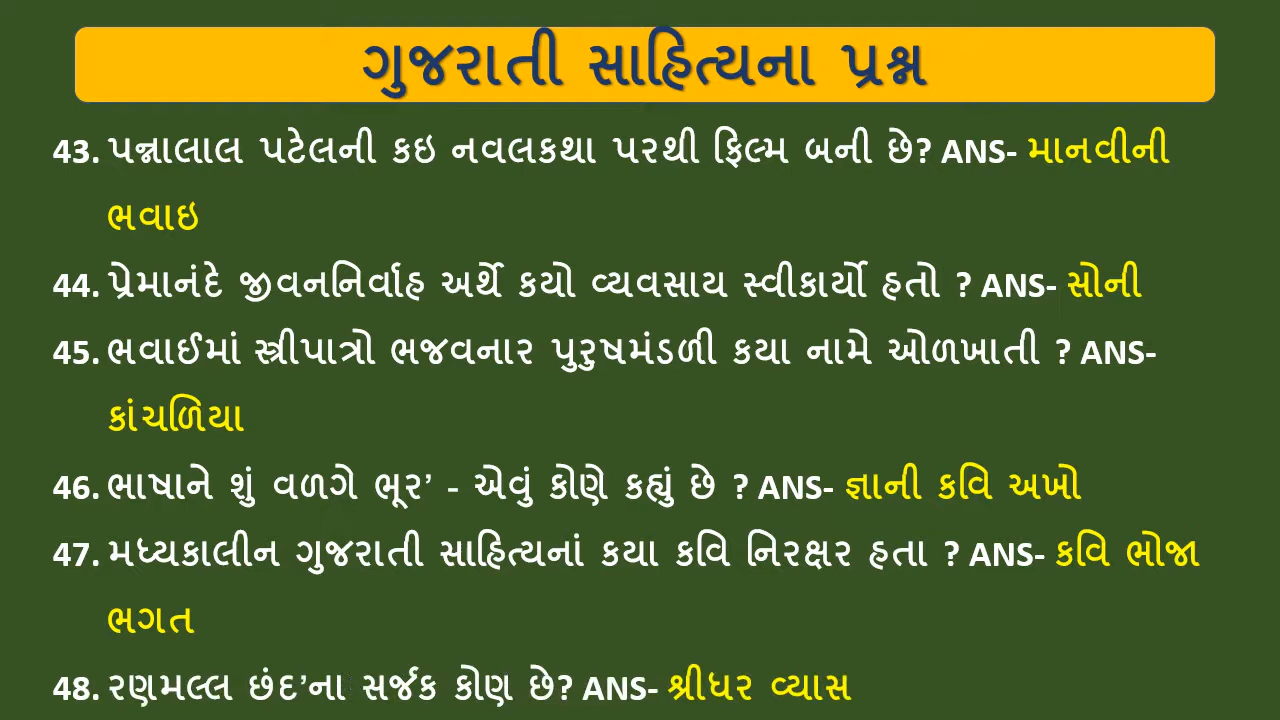 ગુજરાતી સાહિત્યના પ્રશ્ન
43. પન્નાલાલ પટેલની કઇ નવલકથા પરથી ફિલ્મ બની છે? ANS- માનવીની
ભવાઇ
44. પ્રેમાનંદે જીવનનિર્વાહ અર્થે કયો વ્યવસાય સ્વીકાર્યો હતો ? ANS- સોની
45. ભવાઈમાં સ્ત્રીપાત્રો ભજવનાર પુરુષમંડળી કયા નામે ઓળખાતી ? ANS-
કાંચળિયા
46. ભાષાને શું વળગે ભૂર’ - એવું કોણે કહ્યું છે ? ANS- જ્ઞાની કવિ અખો
47. મધ્યકાલીન ગુજરાતી સાહિત્યનાં કયા કવિ નિરક્ષર હતા ? ANS- કવિ ભોજા
ભગત
48. રણમલ્લ છંદ’ના સર્જક કોણ છે? ANS- શ્રીધર વ્યાસ